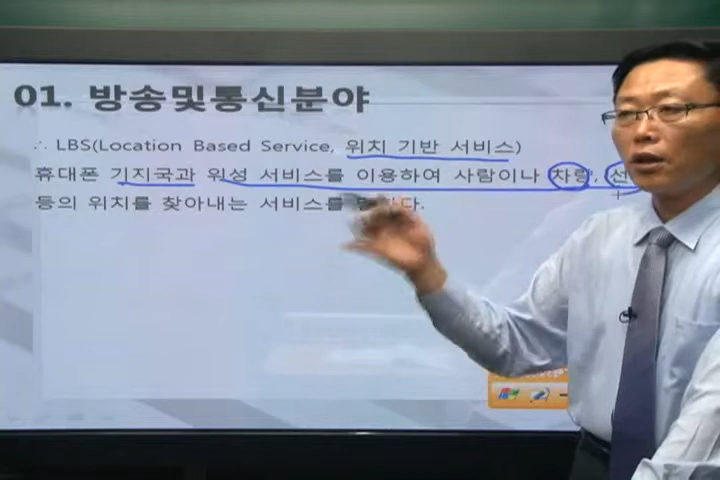 01. 방송및통신분야
∴ LBS(Location Based Service, 위치 기반 서비스)
휴대폰 기지국과 위성 서비스를 이용하여 사람이나 차량, 선
등의 위치를 찾아내는 서비스를